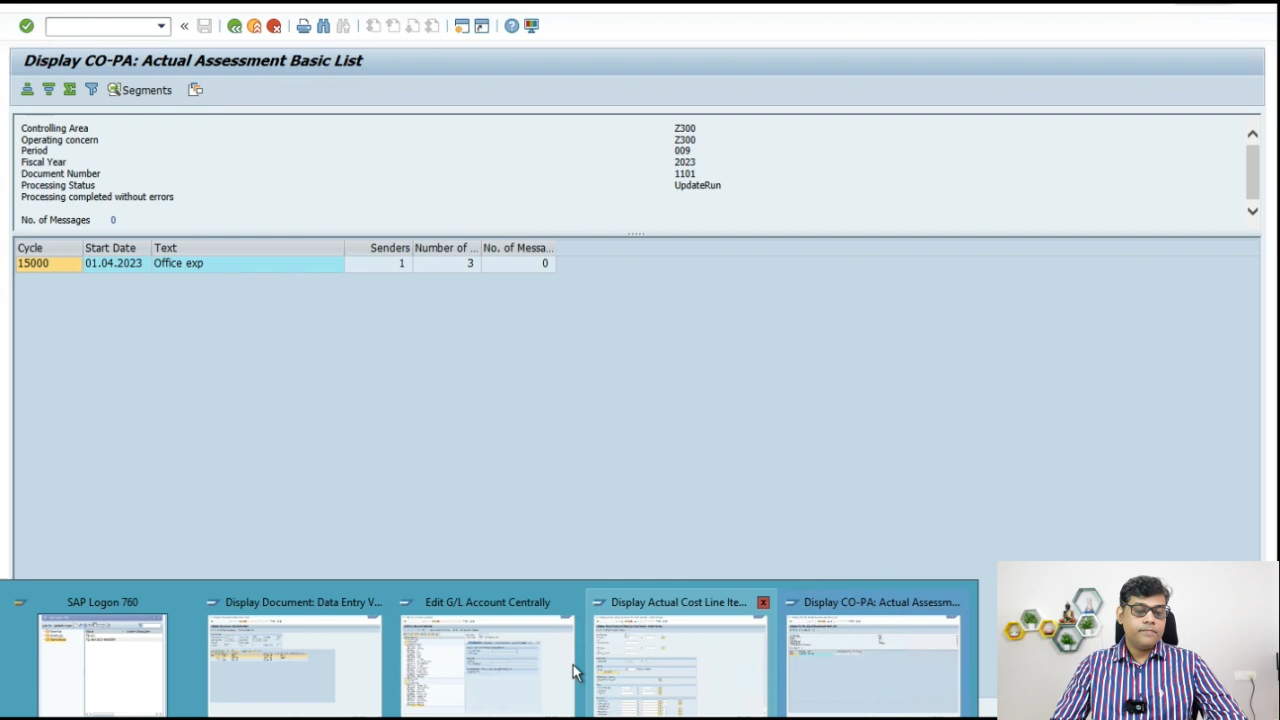 Display CO-PA: Actual Assessment Basic List
Segments
Controlling Area Z300
Operating concern Z300
Period 009
Fiscal Year 2023
Document Number 1101
Processing Status UpdateRun
Processing completed without errors
No. of Messages 0
Cycle Start Date Text Senders Number of ... No. of Messa...
15000 01.04.2023 Office exp 1 3 0
SAP Logon 760 Display Document: Data Entry V... Edit G/L Account Centrally Display Actual Cost Line Ite... Display CO-PA: Actual Assessm...